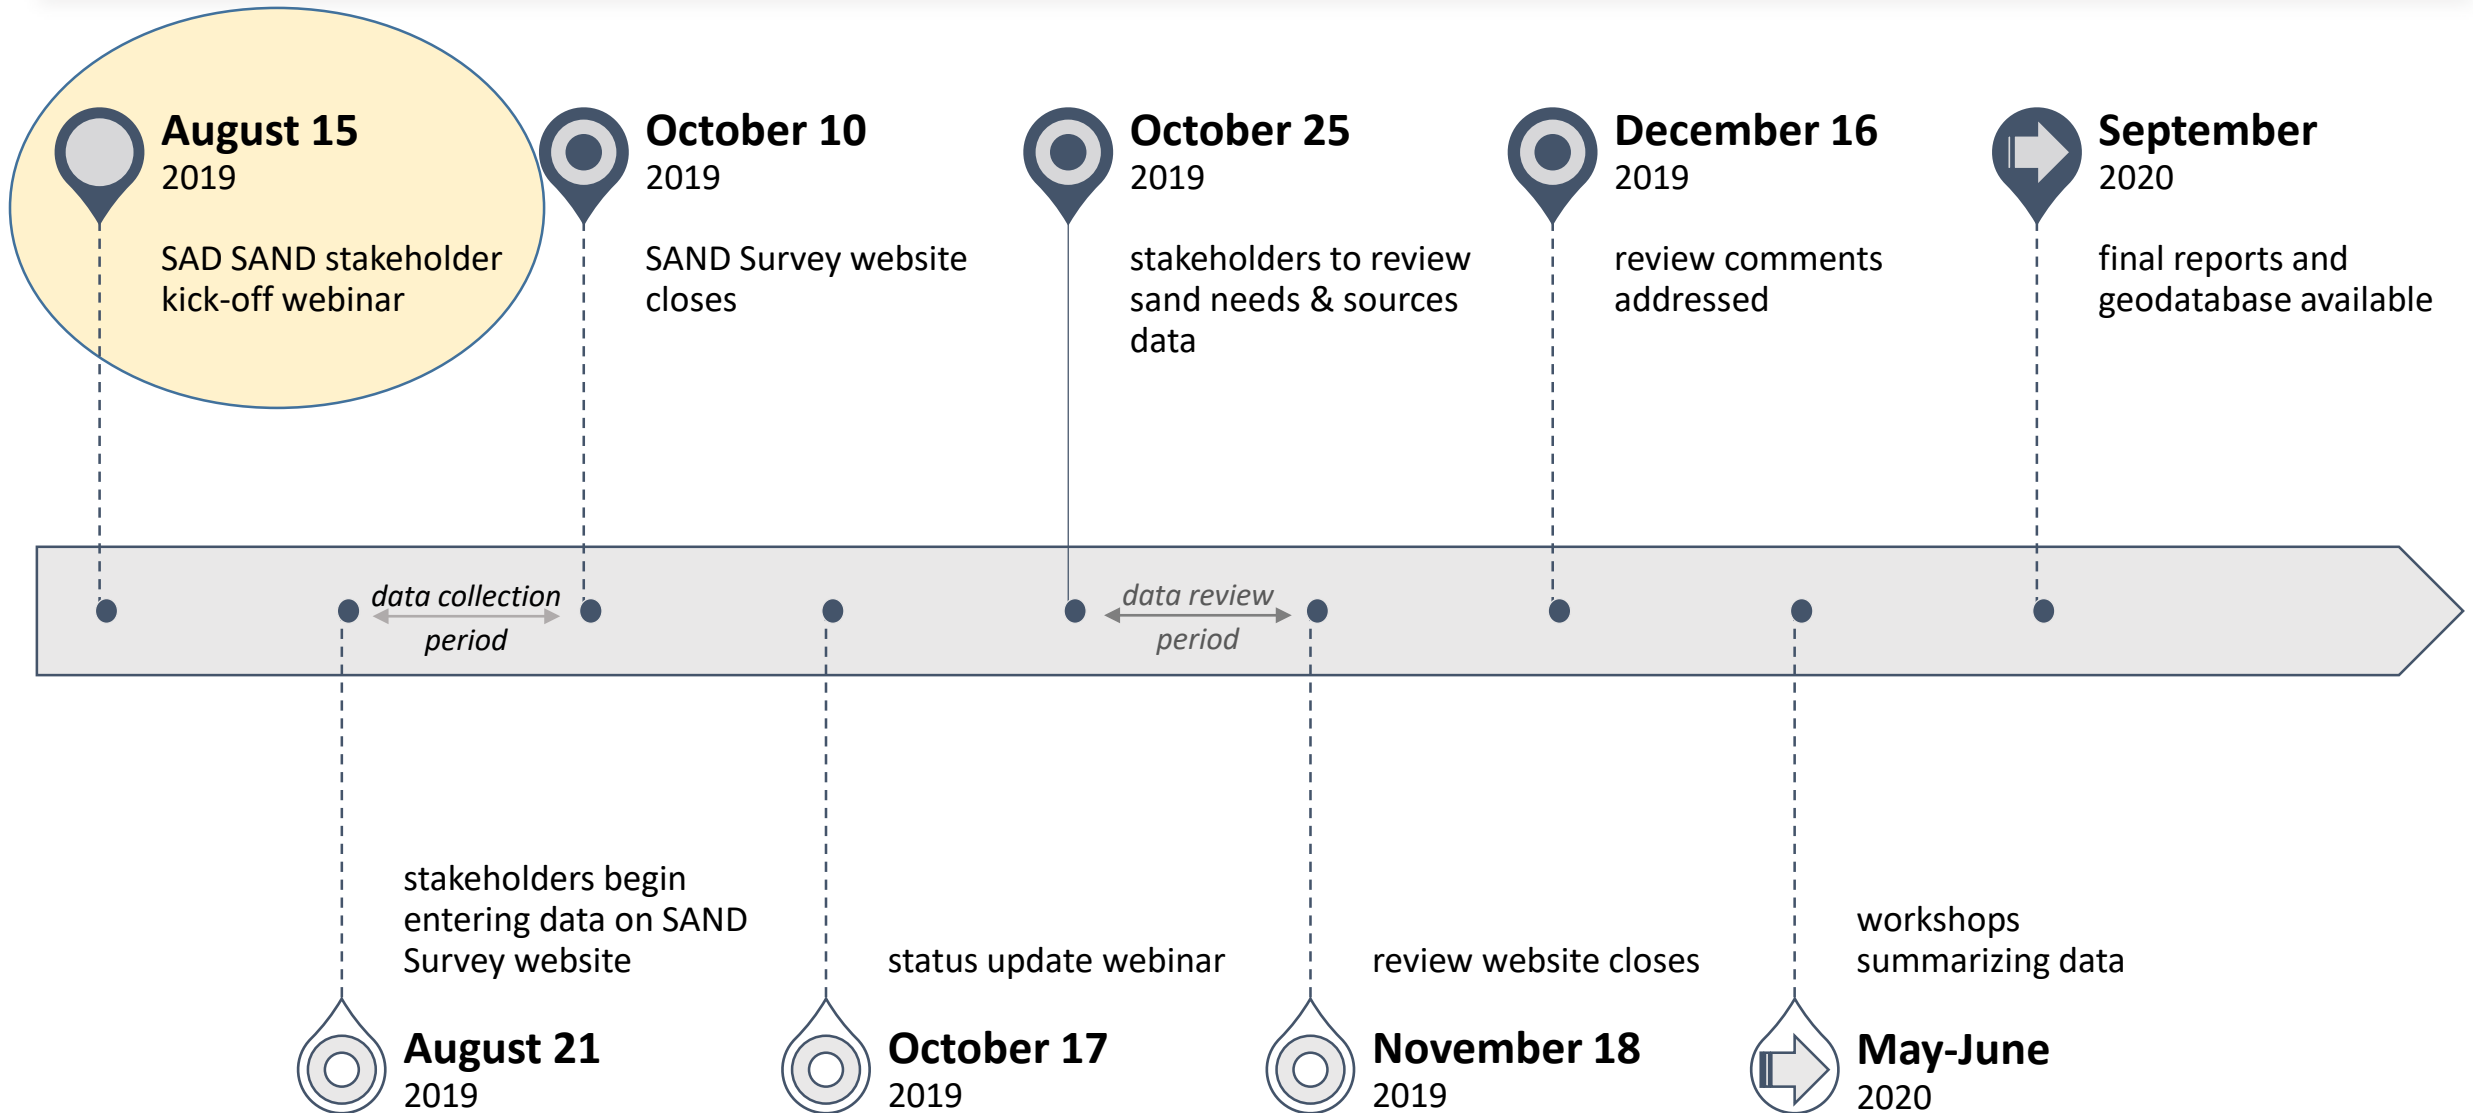 August 15
2019
SAD SAND stakeholder
kick-off webinar
October 10
2019
SAND Survey website
closes
October 25
2019
stakeholders to review
sand needs & sources
data
December 16
2019
review comments
addressed
September
2020
final reports and
geodatabase available
data collection
period
data review
period
stakeholders begin
entering data on SAND
Survey website
August 21
2019
status update webinar
October 17
2019
review website closes
November 18
2019
workshops
summarizing data
May-June
2020